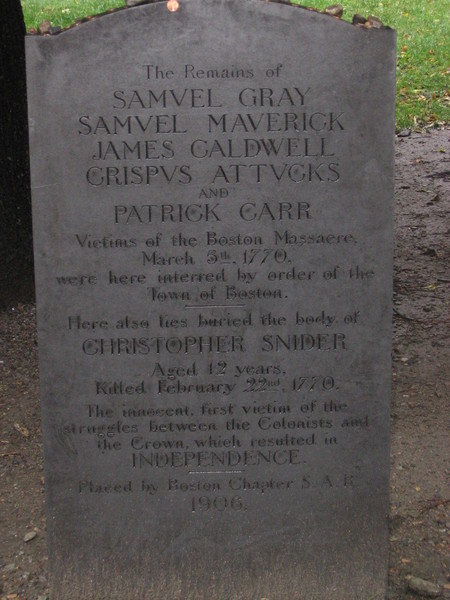 The Remains of
SAMVEL GRAY
SAMVEL MAVERICK
JAMES CALDWELL
CRISPVS ATTVCKS
AND
PATRICK CARR
Victims of the Boston Massacre,
March 5th, 1770,
were here interred by order of the
Town of Boston.
Here also lies buried the body of
CHRISTOPHER SNIDER
Aged 12 years,
Killed February 22nd, 1770.
The innocent, first victim of the
struggles between the Colonists and
the Crown, which resulted in
INDEPENDENCE.
Placed by Boston Chapter S. A. R.
1906.